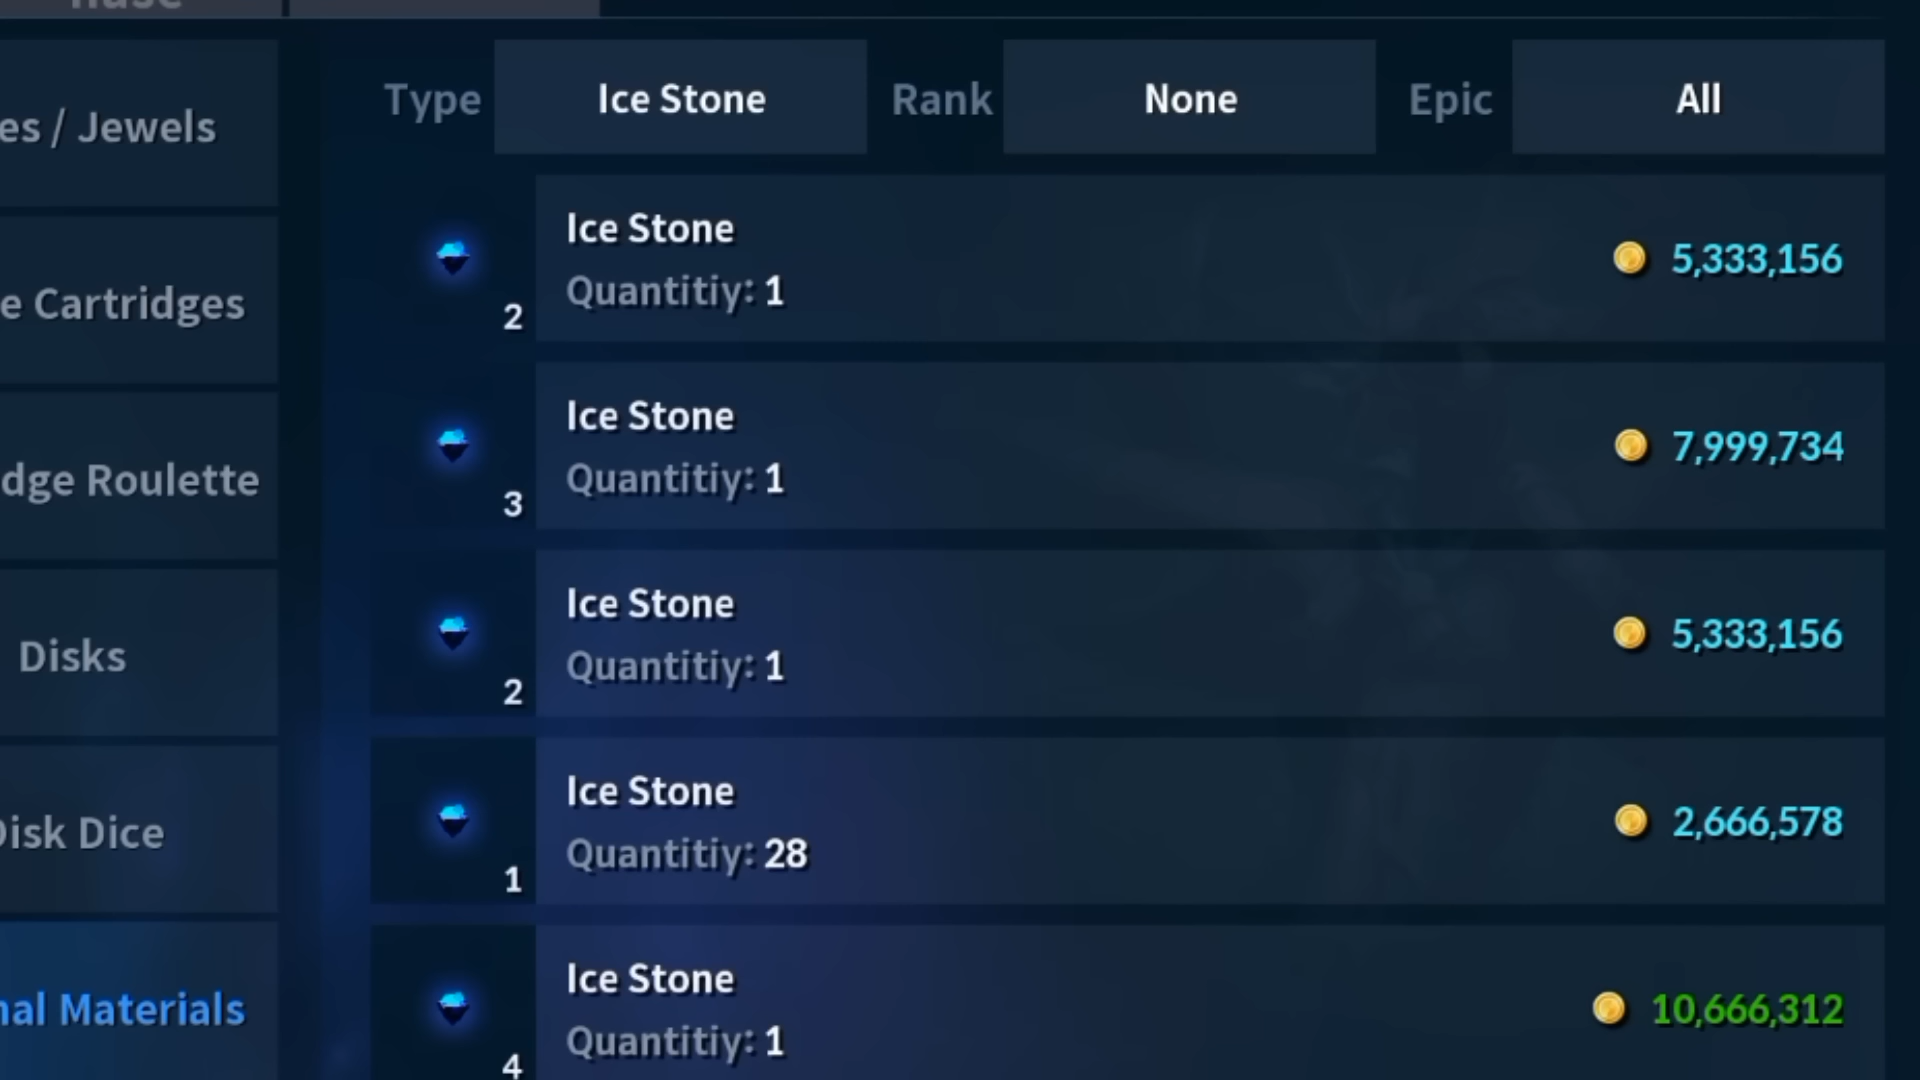 Type Ice Stone Rank None Epic All
es / Jewels
e Cartridges
dge Roulette
Disks
Disk Dice
nal Materials
Ice Stone
Quantitiy: 1
2
5,333,156
Ice Stone
Quantitiy: 1
3
7,999,734
Ice Stone
Quantitiy: 1
2
5,333,156
Ice Stone
Quantitiy: 28
1
2,666,578
Ice Stone
Quantitiy: 1
4
10,666,312